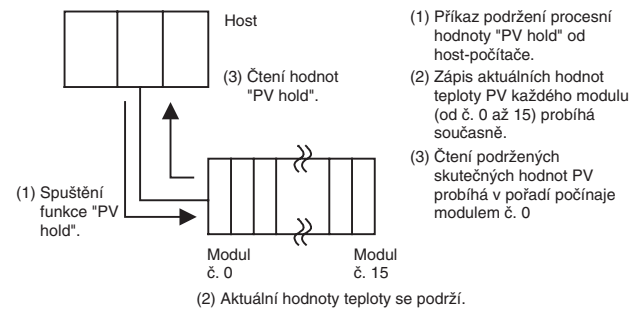 Host
(3) Čtení hodnot
"PV hold".
(1) Spuštění
funkce "PV
hold".
Modul
č. 0
Modul
č. 15
(2) Aktuální hodnoty teploty se podrží.
(1) Příkaz podržení procesní
hodnoty "PV hold" od
host-počítače.
(2) Zápis aktuálních hodnot
teploty PV každého modulu
(od č. 0 až 15) probíhá
současně.
(3) Čtení podržených
skutečných hodnot PV
probíhá v pořadí počínaje
modulem č. 0